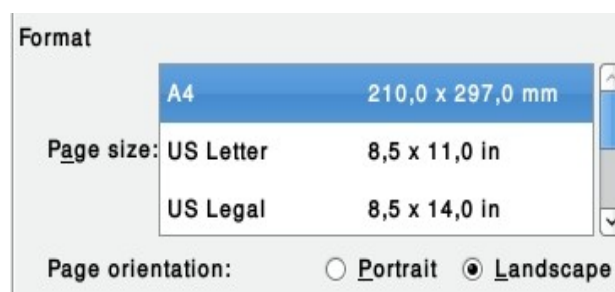 Format
A4 210,0 x 297,0 mm
Page size: US Letter 8,5 x 11,0 in
US Legal 8,5 x 14,0 in
Page orientation: Portrait Landscape